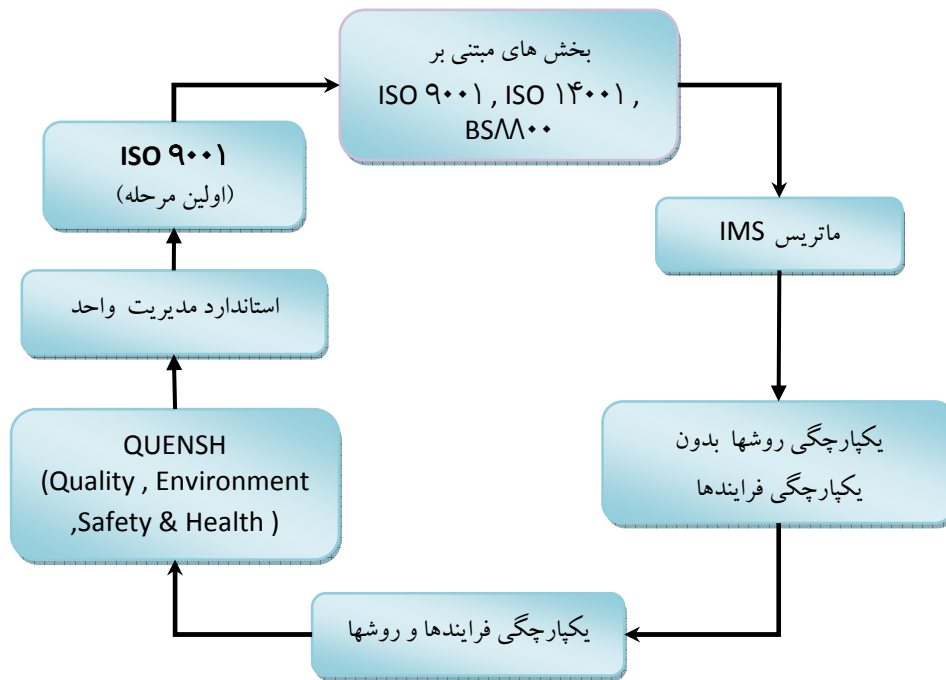 بخش های مبتنی بر
ISO ۹۰۰۱ , ISO ۱۴۰۰۱ ,
BS۸۸۰۰
ISO ۹۰۰۱
(اولین مرحله)
ماتریس IMS
استاندارد مدیریت واحد
یکپارچگی روشها بدون
یکپارچگی فرایندها
QUENSH
(Quality , Environment
,Safety & Health )
یکپارچگی فرایندها و روشها